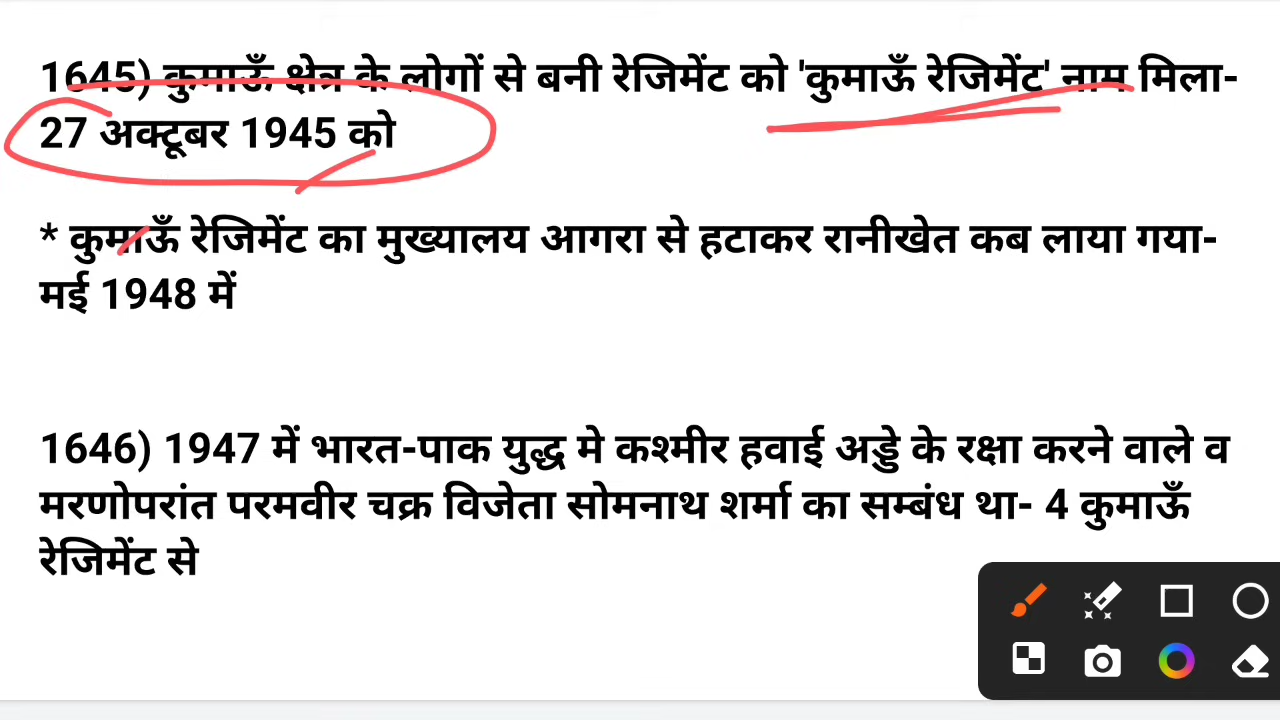 1645) कुमाऊँ क्षेत्र के लोगों से बनी रेजिमेंट को 'कुमाऊँ रेजिमेंट' नाम मिला-
27 अक्टूबर 1945 को
* कुमाऊँ रेजिमेंट का मुख्यालय आगरा से हटाकर रानीखेत कब लाया गया-
मई 1948 में
1646) 1947 में भारत-पाक युद्ध मे कश्मीर हवाई अड्डे के रक्षा करने वाले व
मरणोपरांत परमवीर चक्र विजेता सोमनाथ शर्मा का सम्बंध था- 4 कुमाऊँ
रेजिमेंट से